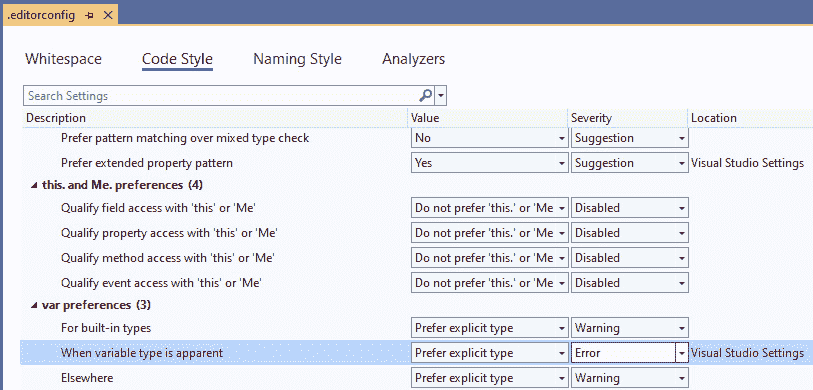 .editorconfig
Whitespace Code Style Naming Style Analyzers
Search Settings
Description Value Severity Location
Prefer pattern matching over mixed type check No Suggestion
Prefer extended property pattern Yes Suggestion Visual Studio Settings
this. and Me. preferences (4)
Qualify field access with 'this' or 'Me' Do not prefer 'this.' or 'Me Disabled
Qualify property access with 'this' or 'Me' Do not prefer 'this.' or 'Me Disabled
Qualify method access with 'this' or 'Me' Do not prefer 'this.' or 'Me Disabled
Qualify event access with 'this' or 'Me' Do not prefer 'this.' or 'Me Disabled
var preferences (3)
For built-in types Prefer explicit type Warning
When variable type is apparent Prefer explicit type Error Visual Studio Settings
Elsewhere Prefer explicit type Warning